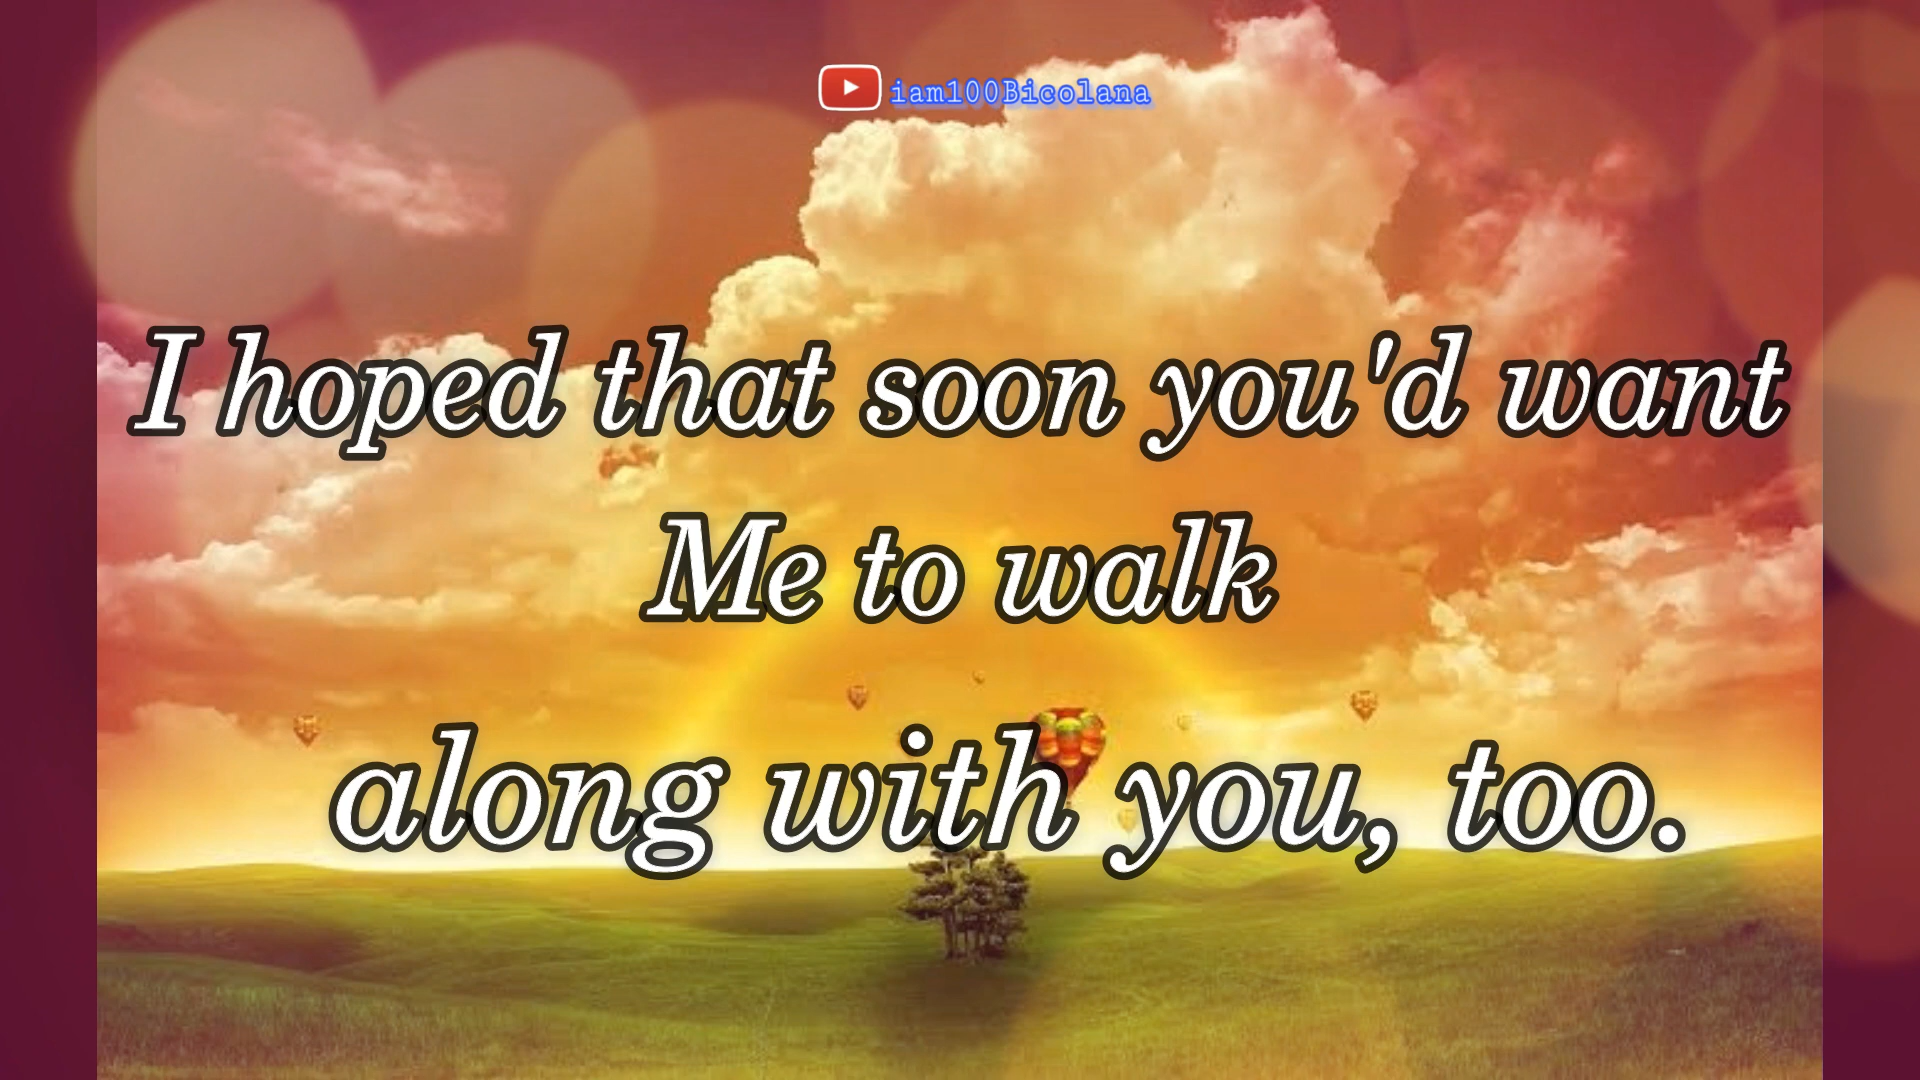 iam100Bicolana
I hoped that soon you'd want
Me to walk
along with you, too.